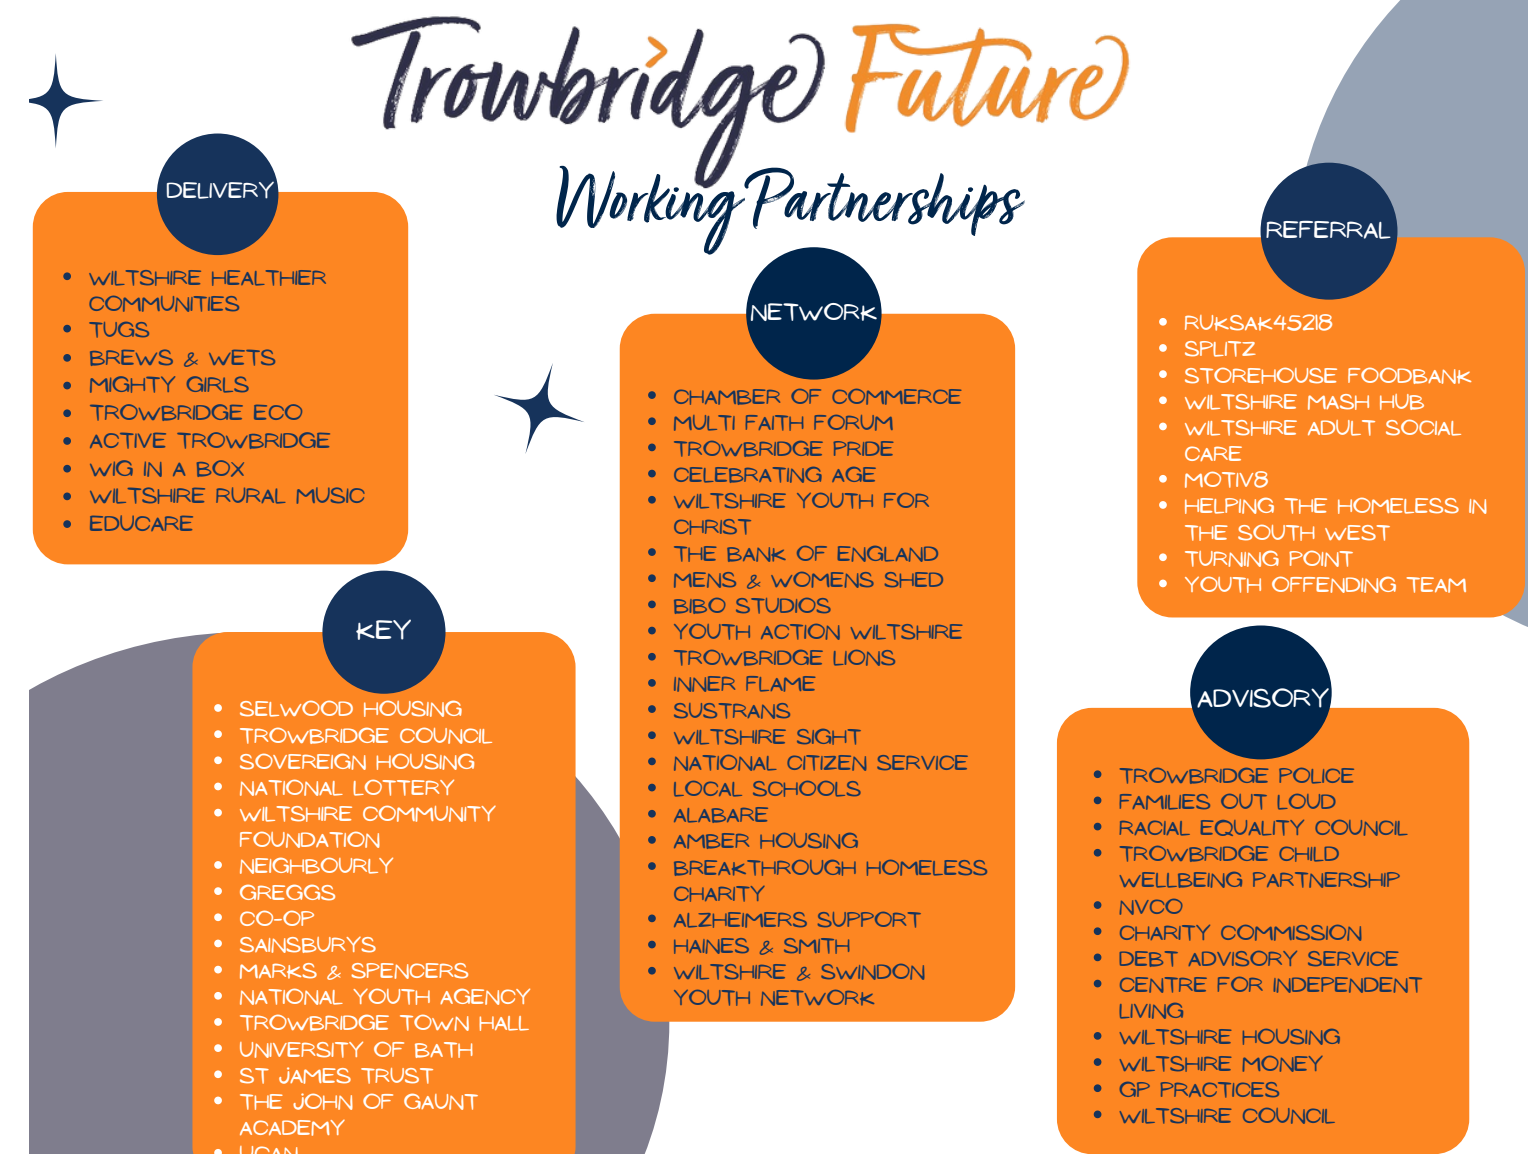 Trowbridge Future
Working Partnerships
DELIVERY
WILTSHIRE HEALTHIER
COMMUNITIES
TUGS
BREWS & WETS
MIGHTY GIRLS
TROWBRIDGE ECO
ACTIVE TROWBRIDGE
WIG IN A BOX
WILTSHIRE RURAL MUSIC
EDUCARE
KEY
SELWOOD HOUSING
TROWBRIDGE COUNCIL
SOVEREIGN HOUSING
NATIONAL LOTTERY
WILTSHIRE COMMUNITY
FOUNDATION
NEIGHBOURLY
GREGGS
CO-OP
SAINSBURYS
MARKS & SPENCERS
NATIONAL YOUTH AGENCY
TROWBRIDGE TOWN HALL
UNIVERSITY OF BATH
ST JAMES TRUST
THE JOHN OF GAUNT
ACADEMY
NETWORK
CHAMBER OF COMMERCE
MULTI FAITH FORUM
TROWBRIDGE PRIDE
CELEBRATING AGE
WILTSHIRE YOUTH FOR
CHRIST
THE BANK OF ENGLAND
MENS & WOMENS SHED
BIBO STUDIOS
YOUTH ACTION WILTSHIRE
TROWBRIDGE LIONS
INNER FLAME
SUSTRANS
WILTSHIRE SIGHT
NATIONAL CITIZEN SERVICE
LOCAL SCHOOLS
ALABARE
AMBER HOUSING
BREAKTHROUGH HOMELESS
CHARITY
ALZHEIMERS SUPPORT
HAINES & SMITH
WILTSHIRE & SWINDON
YOUTH NETWORK
REFERRAL
RUKSAK45218
SPLITZ
STOREHOUSE FOODBANK
WILTSHIRE MASH HUB
WILTSHIRE ADULT SOCIAL
CARE
MOTIV8
HELPING THE HOMELESS IN
THE SOUTH WEST
TURNING POINT
YOUTH OFFENDING TEAM
ADVISORY
TROWBRIDGE POLICE
FAMILIES OUT LOUD
RACIAL EQUALITY COUNCIL
TROWBRIDGE CHILD
WELLBEING PARTNERSHIP
NVCO
CHARITY COMMISSION
DEBT ADVISORY SERVICE
CENTRE FOR INDEPENDENT
LIVING
WILTSHIRE HOUSING
WILTSHIRE MONEY
GP PRACTICES
WILTSHIRE COUNCIL